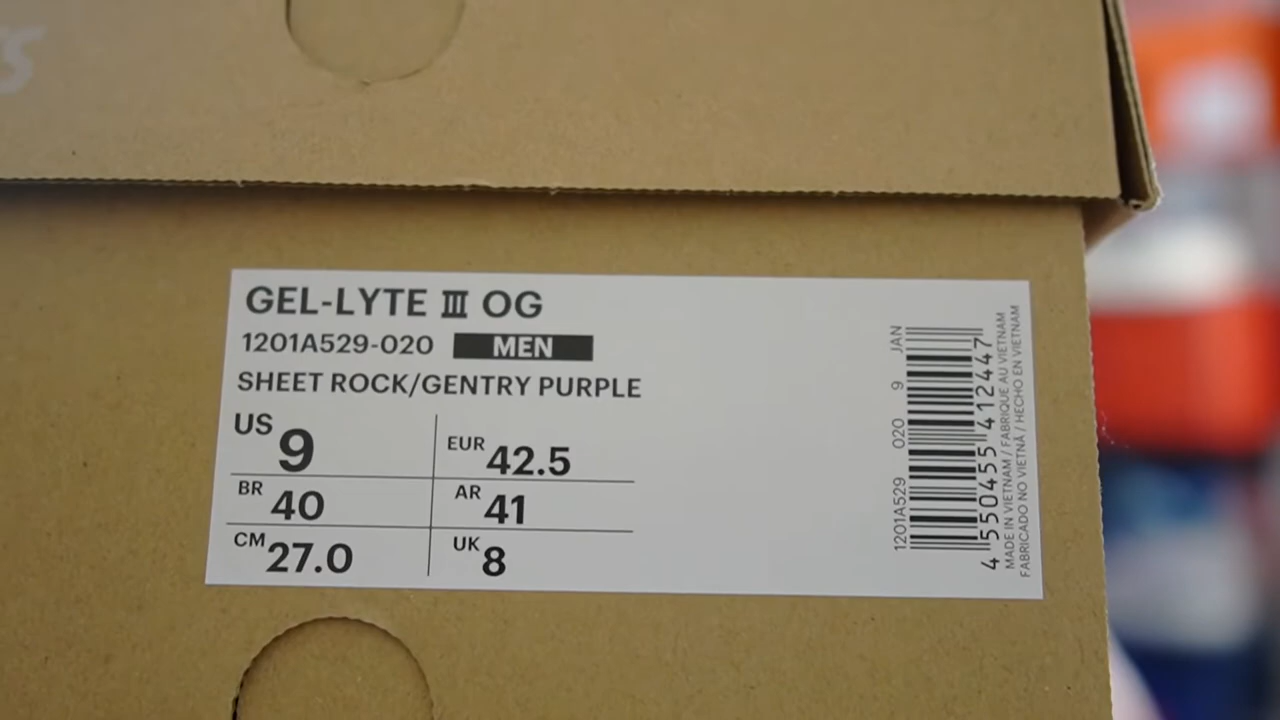 GEL-LYTE III OG
1201A529-020 MEN
SHEET ROCK/GENTRY PURPLE
US 9
EUR 42.5
BR 40
AR 41
CM 27.0
UK 8
1201A529 020 9 JAN
4 550455 412447
MADE IN VIETNAM / FABRIQUE AU VIETNAM
FABRICADO NO VIETNÃ / HECHO EN VIETNAM